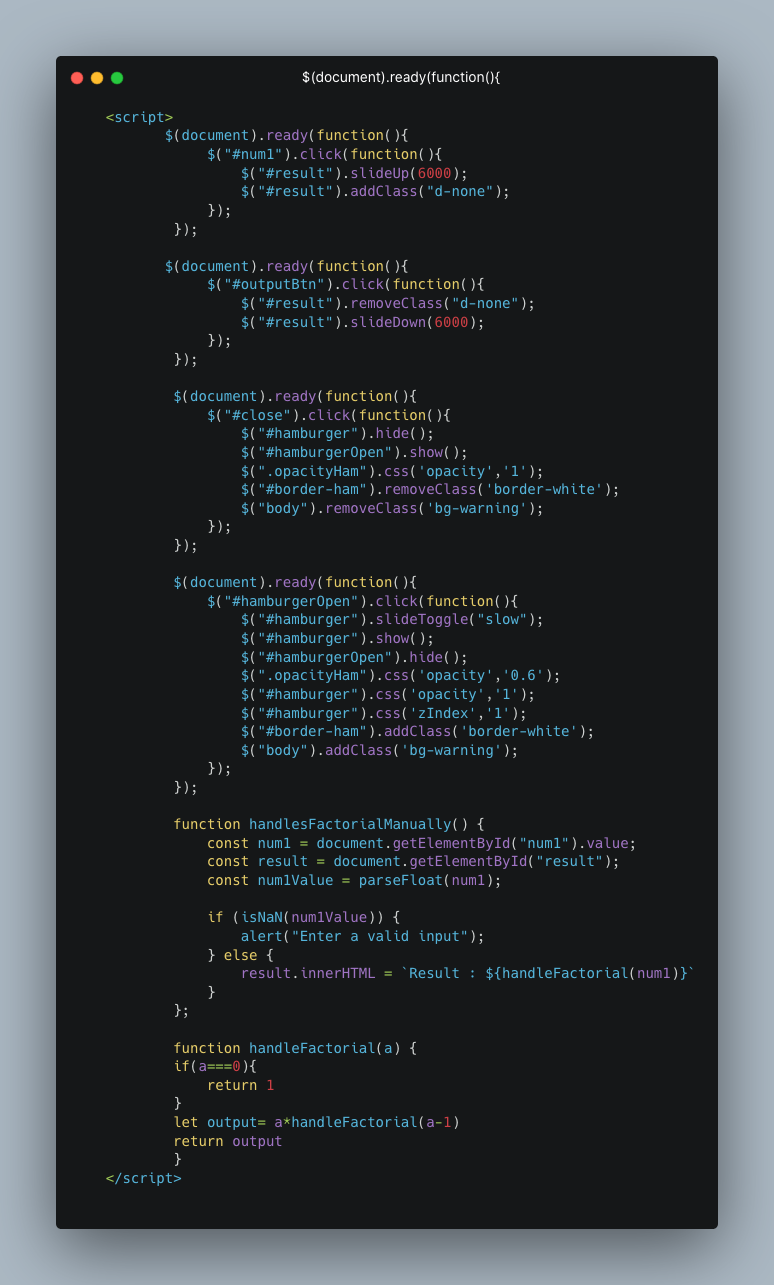 $(document).ready(function(){
<script>
$(document).ready(function(){
$("#num1").click(function(){
$("#result").slideUp(6000);
$("#result").addClass("d-none");
});
});
$(document).ready(function(){
$("#outputBtn").click(function(){
$("#result").removeClass("d-none");
$("#result").slideDown(6000);
});
});
$(document).ready(function(){
$("#close").click(function(){
$("#hamburger").hide();
$("#hamburgerOpen").show();
$(".opacityHam").css('opacity','1');
$("#border-ham").removeClass('border-white');
$("body").removeClass('bg-warning');
});
});
$(document).ready(function(){
$("#hamburgerOpen").click(function(){
$("#hamburger").slideToggle("slow");
$("#hamburger").show();
$("#hamburgerOpen").hide();
$(".opacityHam").css('opacity','0.6');
$("#hamburger").css('opacity','1');
$("#hamburger").css('zIndex','1');
$("#border-ham").addClass('border-white');
$("body").addClass('bg-warning');
});
});
function handlesFactorialManually() {
const num1 = document.getElementById("num1").value;
const result = document.getElementById("result");
const num1Value = parseFloat(num1);
if (isNaN(num1Value)) {
alert("Enter a valid input");
} else {
result.innerHTML = `Result : ${handleFactorial(num1)}`
}
};
function handleFactorial(a) {
if(a===0){
return 1
}
let output= a*handleFactorial(a-1)
return output
}
</script>